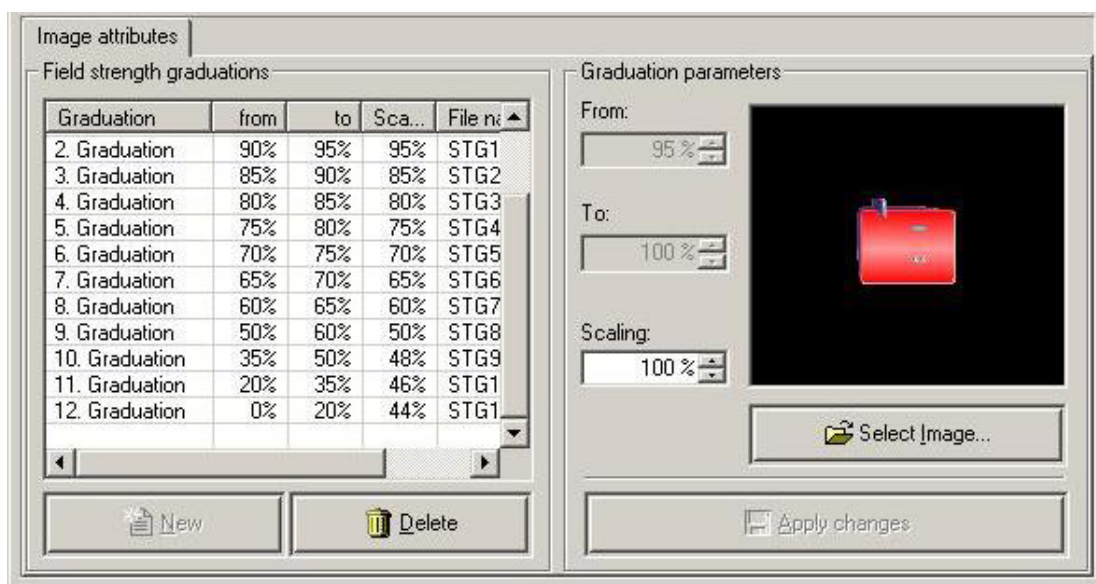 Image attributes
Field strength graduations
Graduation from to Sca... File na
2. Graduation 90% 95% 95% STG1
3. Graduation 85% 90% 85% STG2
4. Graduation 80% 85% 80% STG3
5. Graduation 75% 80% 75% STG4
6. Graduation 70% 75% 70% STG5
7. Graduation 65% 70% 65% STG6
8. Graduation 60% 65% 60% STG7
9. Graduation 50% 60% 50% STG8
10. Graduation 35% 50% 48% STG9
11. Graduation 20% 35% 46% STG1
12. Graduation 0% 20% 44% STG1
New
Delete
Graduation parameters
From:
95 %
To:
100 %
Scaling:
100 %
Select Image...
Apply changes